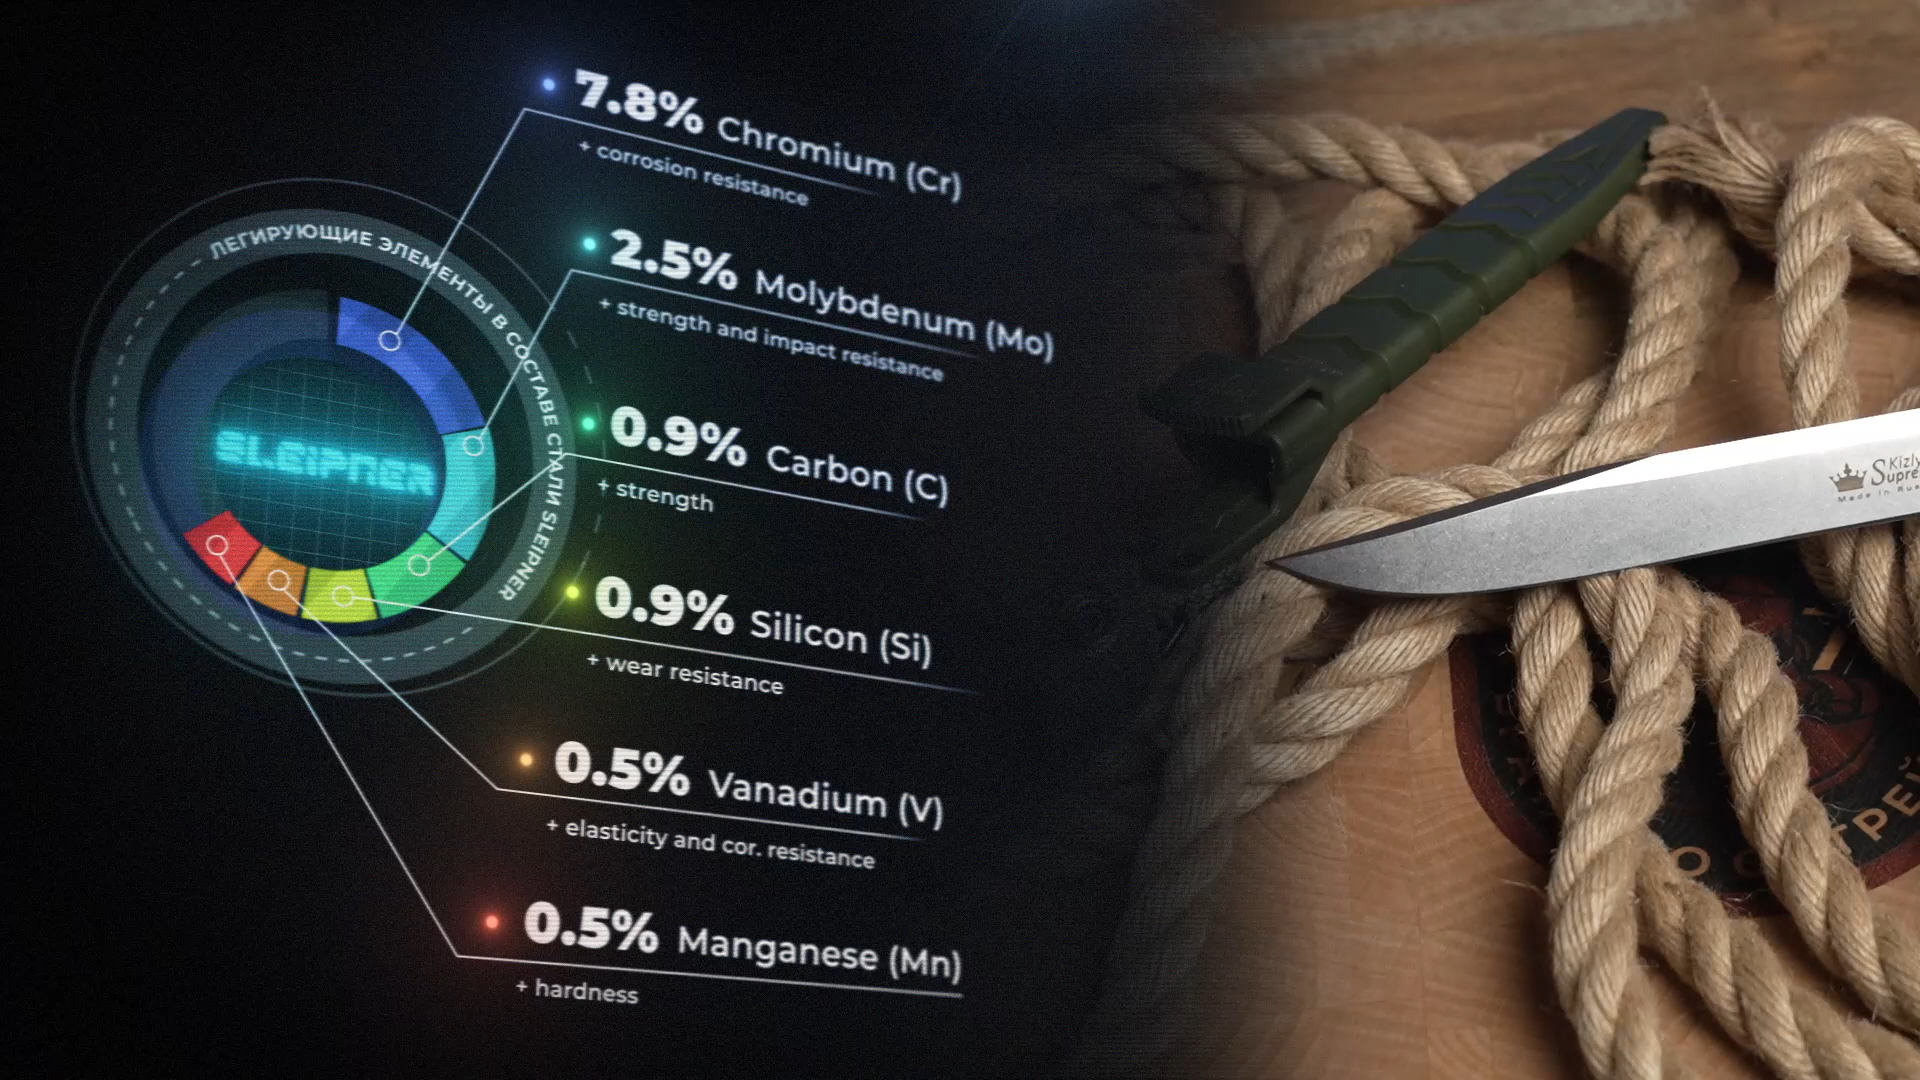 7.8% Chromium (Cr)
+ corrosion resistance
2.5% Molybdenum (Mo)
+ strength and impact resistance
ЛЕГИРУЮЩИЕ ЭЛЕМЕНТЫ В СОСТАВЕ СТАЛИ SLEIPNER
SLEIPNER
0.9% Carbon (C)
+ strength
0.9% Silicon (Si)
+ wear resistance
0.5% Vanadium (V)
+ elasticity and cor. resistance
0.5% Manganese (Mn)
+ hardness
Made in